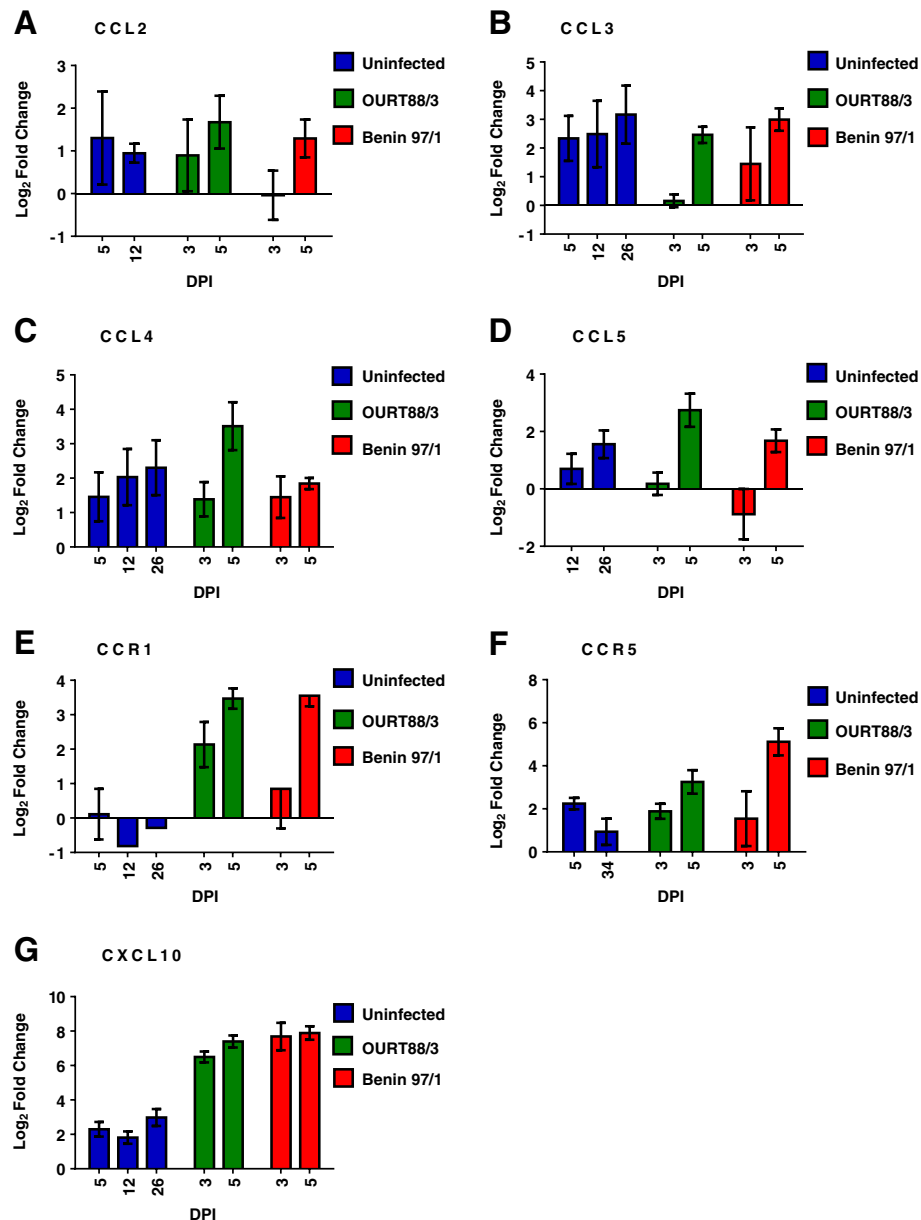 A CCL2
3
2
1
0
-1
Log2 Fold Change
5 12 3 5 3 5
DPI
Uninfected
OURT88/3
Benin 97/1
B CCL3
5
4
3
2
1
0
-1
Log2 Fold Change
5 12 26 3 5 3 5
DPI
Uninfected
OURT88/3
Benin 97/1
C CCL4
5
4
3
2
1
0
Log2 Fold Change
5 12 26 3 5 3 5
DPI
Uninfected
OURT88/3
Benin 97/1
D CCL5
4
2
0
-2
Log2 Fold Change
12 26 3 5 3 5
DPI
Uninfected
OURT88/3
Benin 97/1
E CCR1
4
3
2
1
0
-1
Log2 Fold Change
5 12 26 3 5 3 5
DPI
Uninfected
OURT88/3
Benin 97/1
F CCR5
8
6
4
2
0
Log2 Fold Change
5 34 3 5 3 5
DPI
Uninfected
OURT88/3
Benin 97/1
G CXCL10
10
8
6
4
2
0
Log2 Fold Change
5 12 26 3 5 3 5
DPI
Uninfected
OURT88/3
Benin 97/1